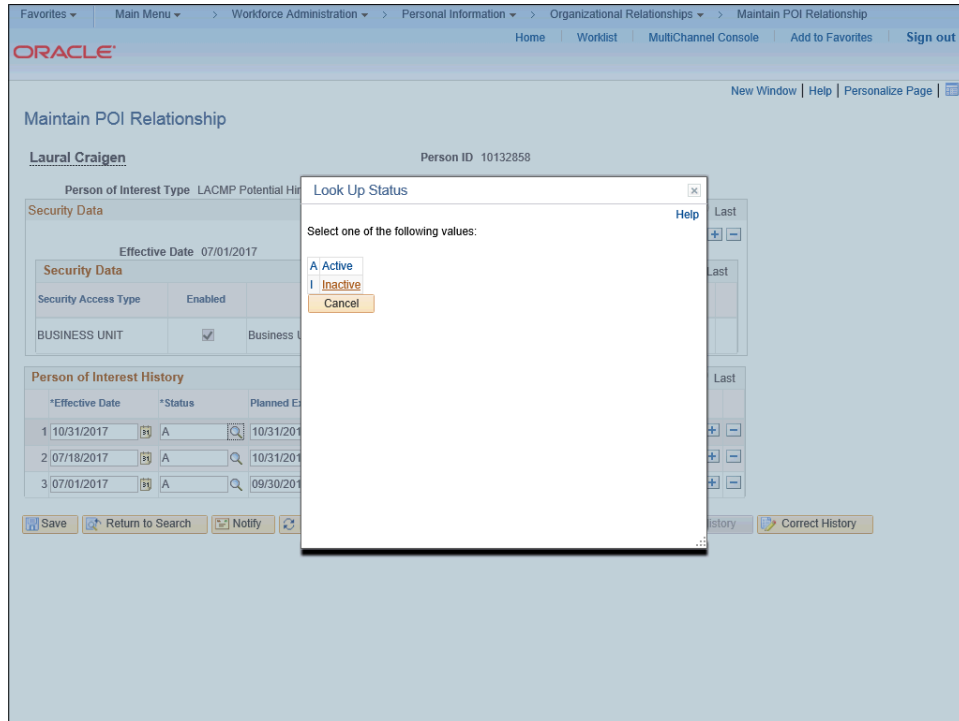 Favorites Main Menu > Workforce Administration > Personal Information > Organizational Relationships > Maintain POI Relationship
Home Worklist MultiChannel Console Add to Favorites Sign out
ORACLE
New Window | Help | Personalize Page |
Maintain POI Relationship
Laural Craigen Person ID 10132858
Person of Interest Type LACMP Potential Hir
Security Data Last
Effective Date 07/01/2017
Security Data Last
Security Access Type Enabled
BUSINESS UNIT Business U
Person of Interest History Last
*Effective Date *Status Planned Ex
1 10/31/2017 A 10/31/201
2 07/18/2017 A 10/31/201
3 07/01/2017 A 09/30/201
Save Return to Search Notify istory Correct History
Look Up Status
Help
Select one of the following values:
A Active
I Inactive
Cancel